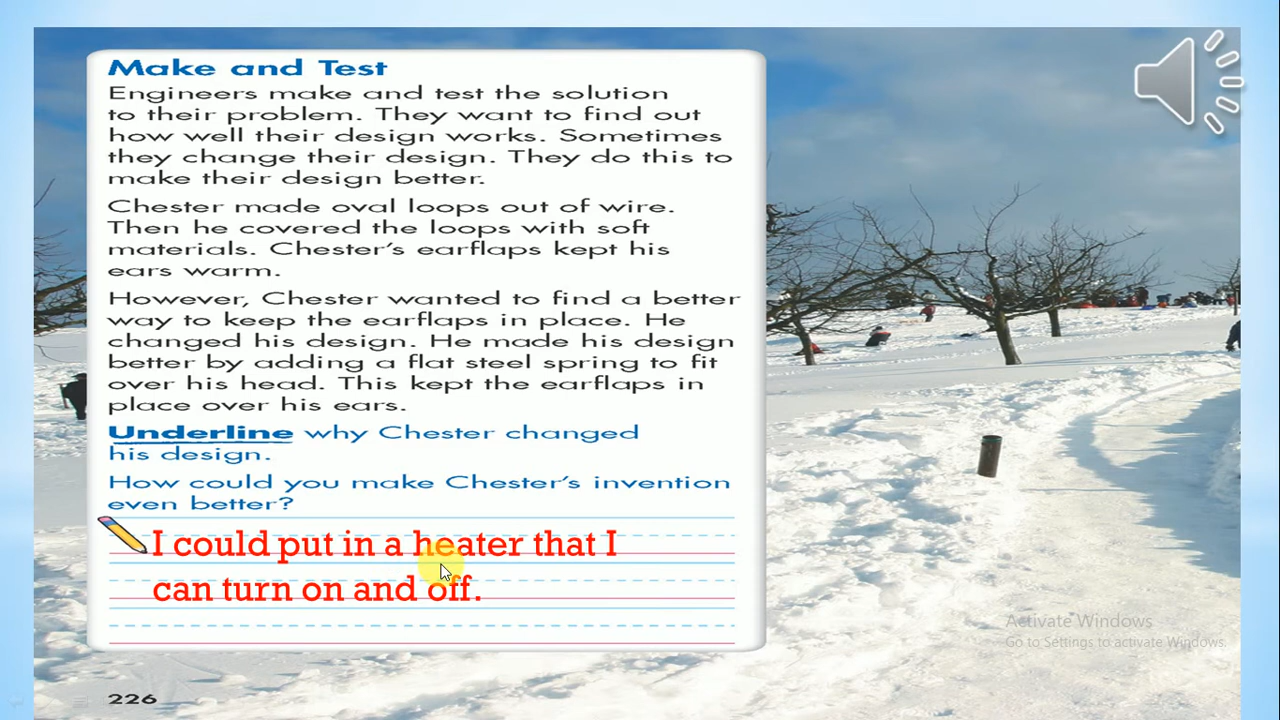 Make and Test
Engineers make and test the solution
to their problem. They want to find out
how well their design works. Sometimes
they change their design. They do this to
make their design better.
Chester made oval loops out of wire.
Then he covered the loops with soft
materials. Chester's earflaps kept his
ears warm.
However, Chester wanted to find a better
way to keep the earflaps in place. He
changed his design. He made his design
better by adding a flat steel spring to fit
over his head. This kept the earflaps in
place over his ears.
Underline why Chester changed
his design.
How could you make Chester's invention
even better?
I could put in a heater that I
can turn on and off.
Activate Windows
Go to Settings to activate Windows.
226